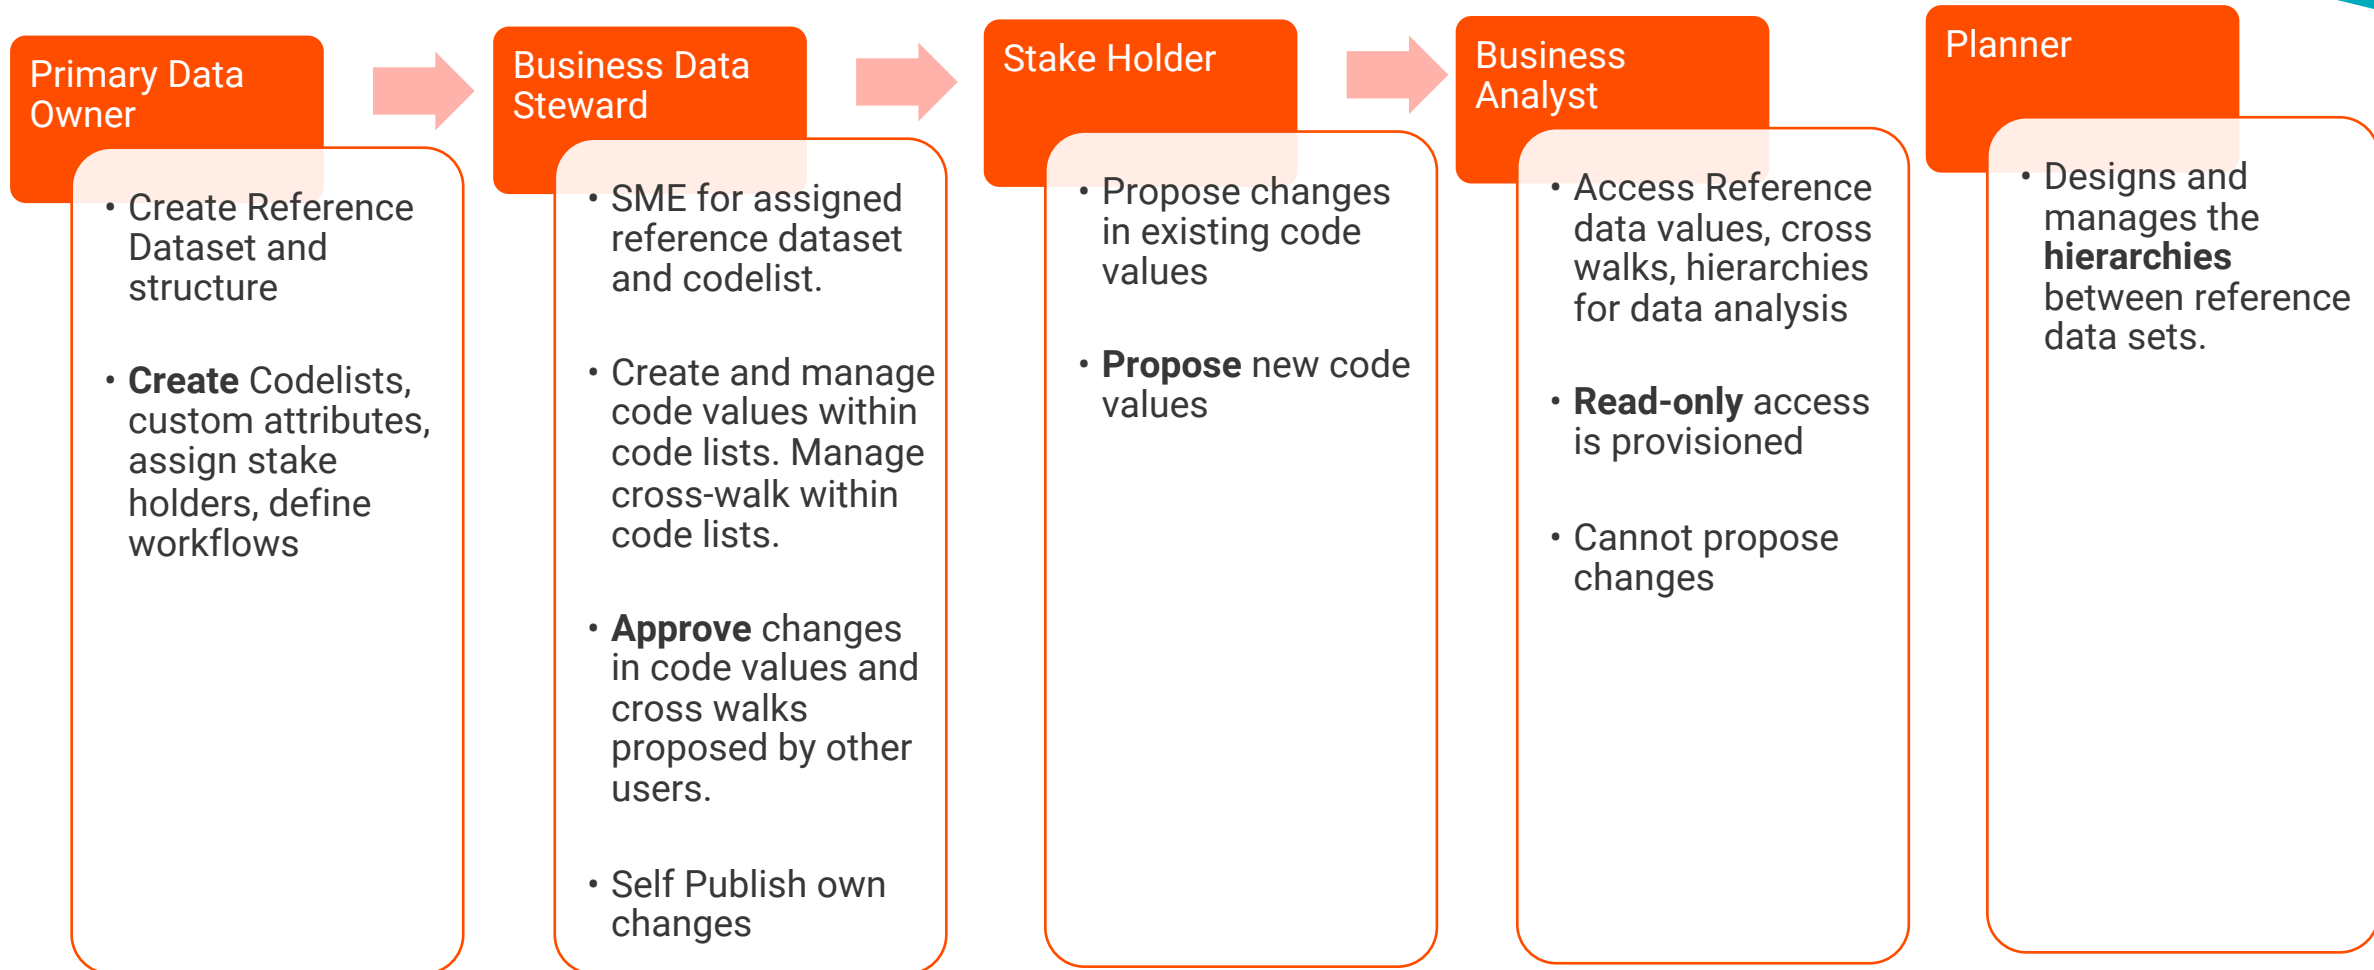 Primary Data
Owner
• Create Reference
Dataset and
structure
• Create Codelists,
custom attributes,
assign stake
holders, define
workflows
Business Data
Steward
• SME for assigned
reference dataset
and codelist.
• Create and manage
code values within
code lists. Manage
cross-walk within
code lists.
• Approve changes
in code values and
cross walks
proposed by other
users.
• Self Publish own
changes
Stake Holder
• Propose changes
in existing code
values
• Propose new code
values
Business
Analyst
• Access Reference
data values, cross
walks, hierarchies
for data analysis
• Read-only access
is provisioned
• Cannot propose
changes
Planner
• Designs and
manages the
hierarchies
between reference
data sets.